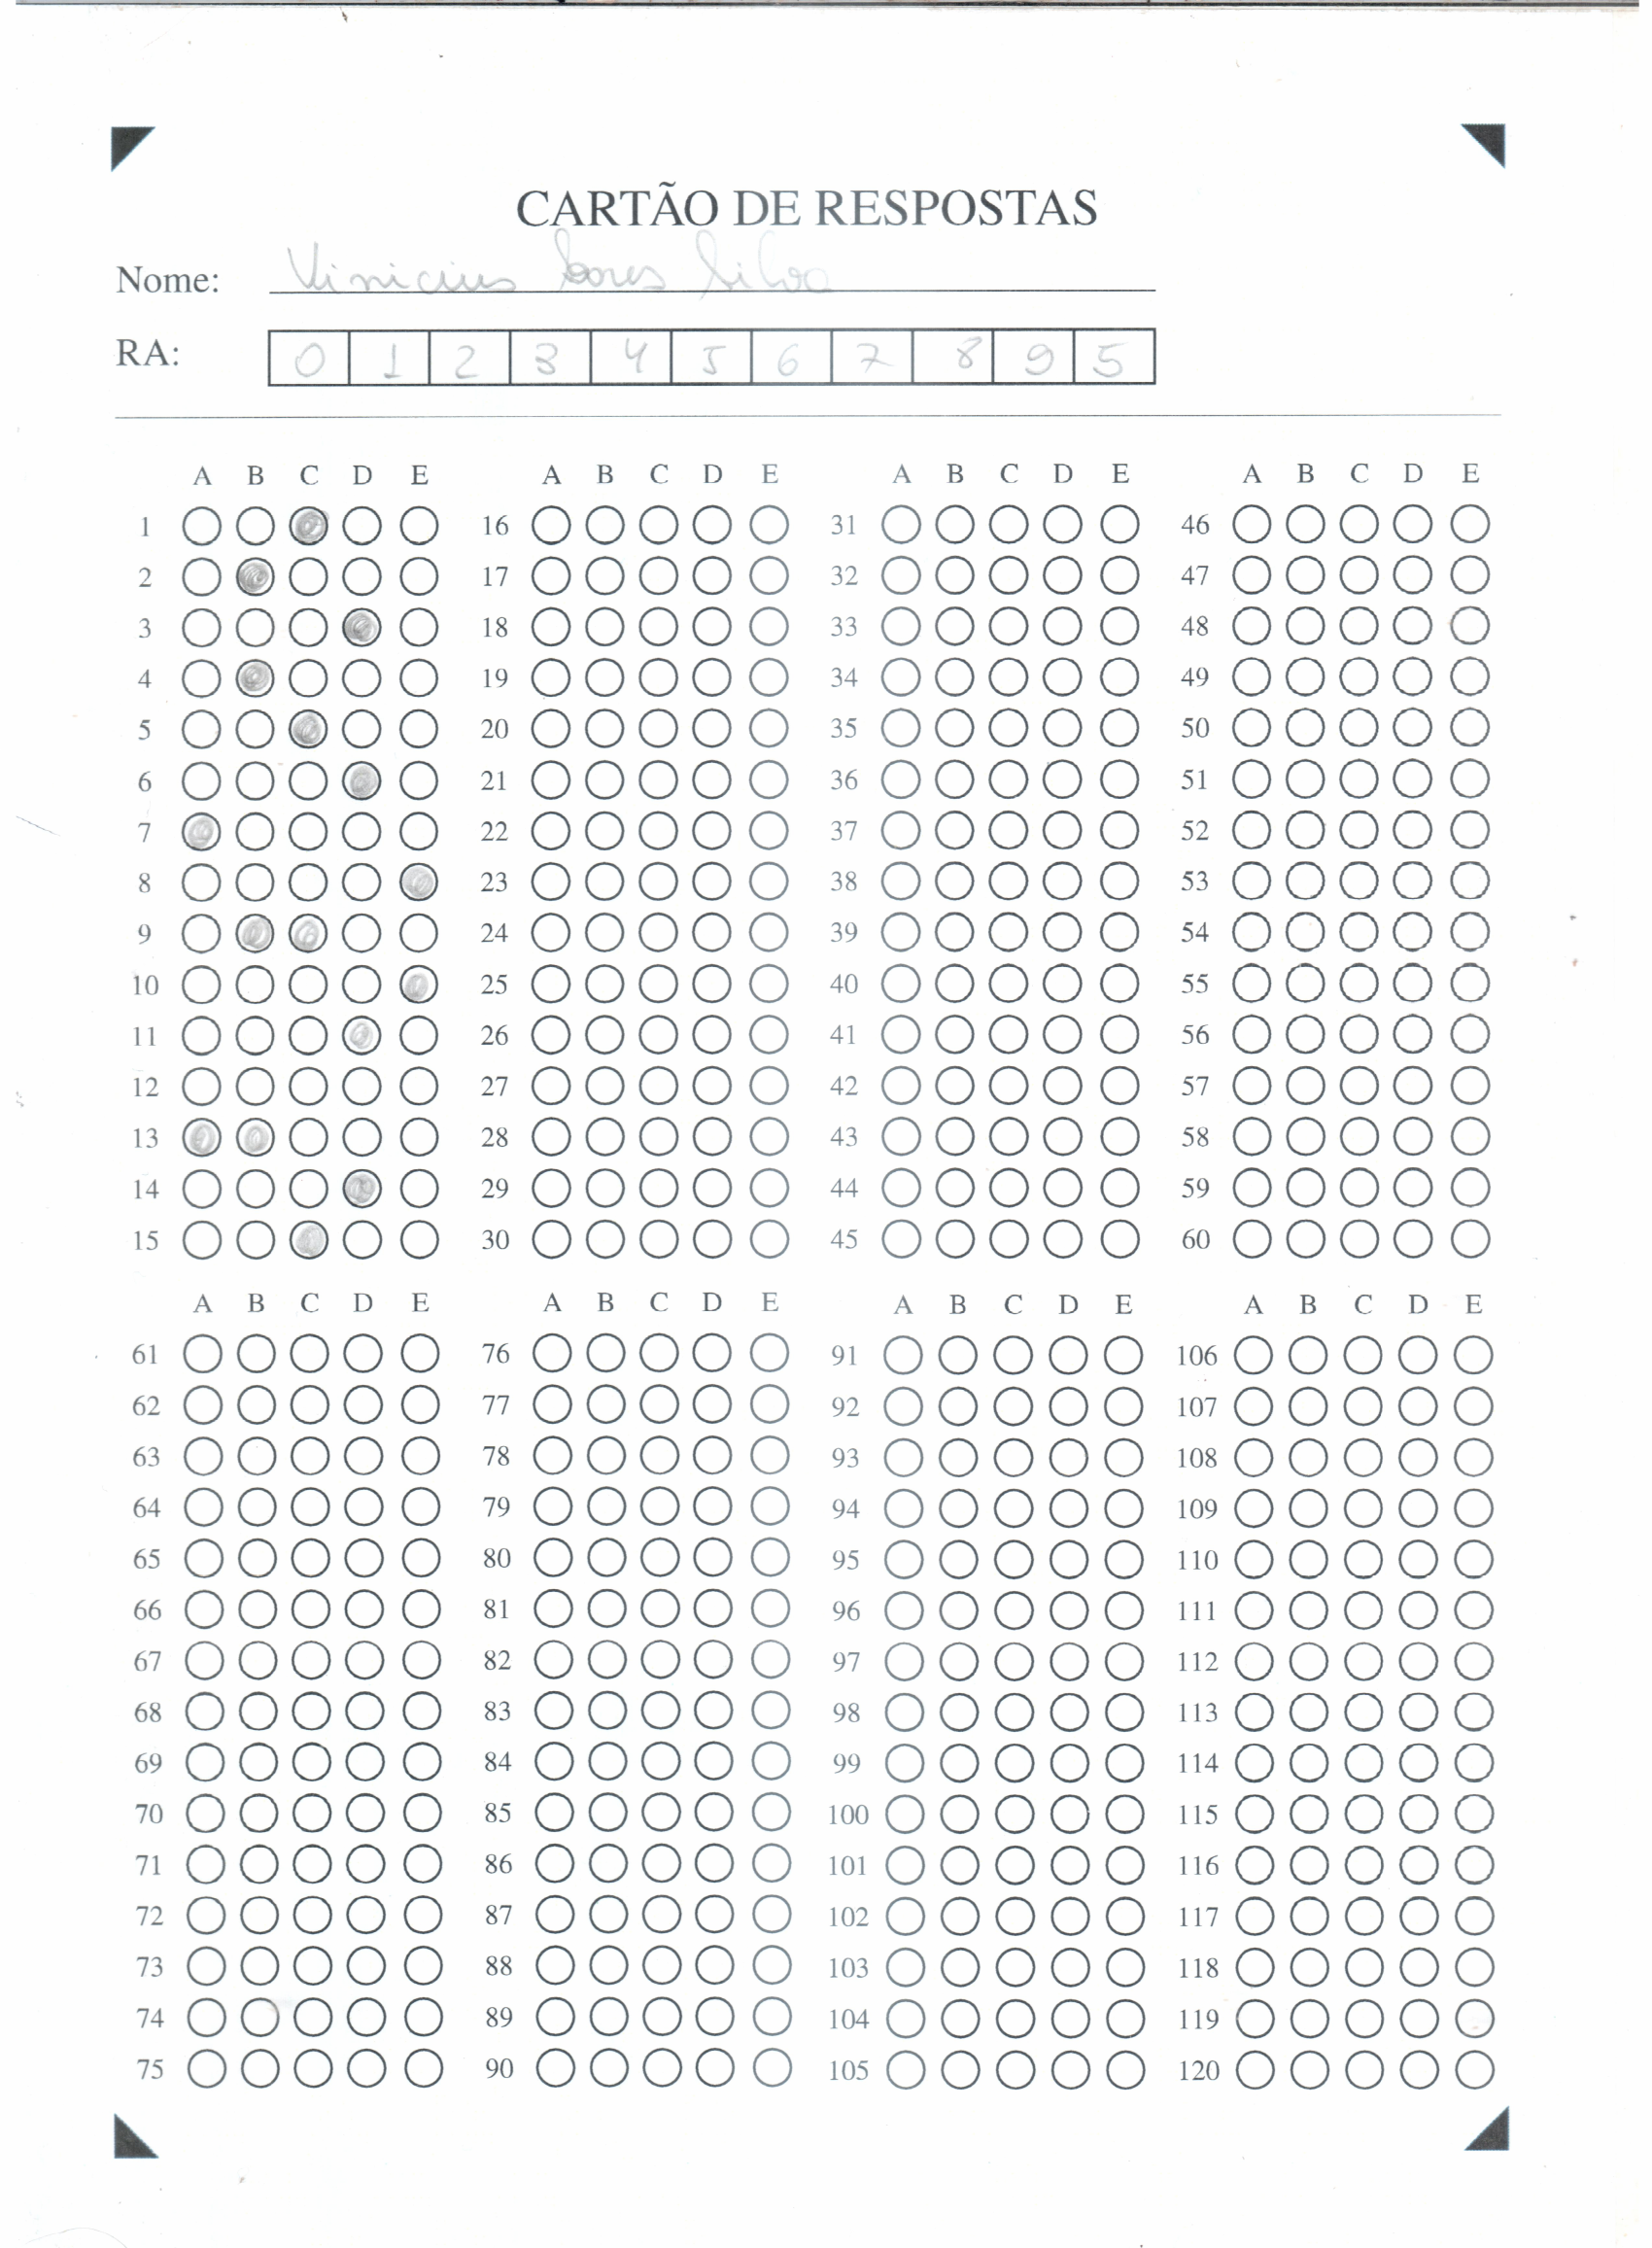 CARTÃO DE RESPOSTAS
Nome: Vinicius Silva
RA: 0 1 2 3 4 5 6 7 8 9 5
A B C D E A B C D E A B C D E A B C D E
1 16 31 46
2 17 32 47
3 18 33 48
4 19 34 49
5 20 35 50
6 21 36 51
7 22 37 52
8 23 38 53
9 24 39 54
10 25 40 55
11 26 41 56
12 27 42 57
13 28 43 58
14 29 44 59
15 30 45 60
A B C D E A B C D E A B C D E A B C D E
61 76 91 106
62 77 92 107
63 78 93 108
64 79 94 109
65 80 95 110
66 81 96 111
67 82 97 112
68 83 98 113
69 84 99 114
70 85 100 115
71 86 101 116
72 87 102 117
73 88 103 118
74 89 104 119
75 90 105 120